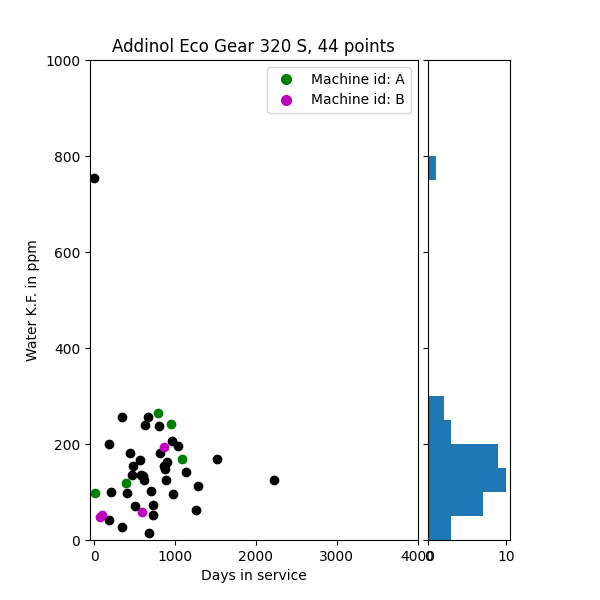 Addinol Eco Gear 320 S, 44 points
Machine id: A
Machine id: B
1000
800
600
400
200
0
Water K.F. in ppm
0 1000 2000 3000 4000
0 10
Days in service